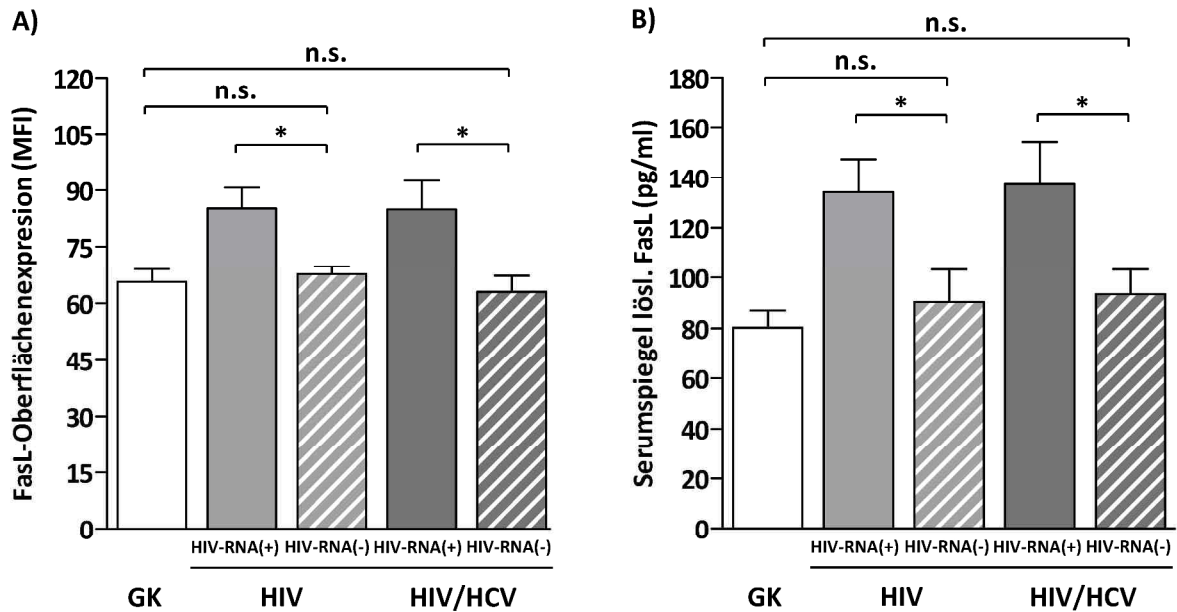 A)
n.s.
n.s.
*
*
FasL-Oberflächenexpresion (MFI)
120
105
90
75
60
45
30
15
0
HIV-RNA(+) HIV-RNA(-) HIV-RNA(+) HIV-RNA(-)
GK HIV HIV/HCV
B)
n.s.
n.s.
*
*
Serumspiegel lösl. FasL (pg/ml)
180
160
140
120
100
80
60
40
20
0
HIV-RNA(+) HIV-RNA(-) HIV-RNA(+) HIV-RNA(-)
GK HIV HIV/HCV